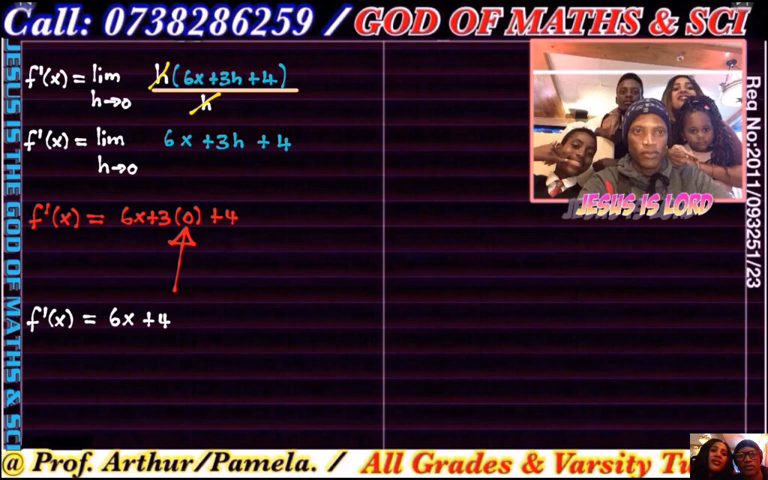 Call: 0738286259 / GOD OF MATHS & SCI
f'(x) = lim h(6x+3h+4)
h→0 h
f'(x) = lim 6x+3h+4
h→0
f'(x) = 6x+3(0)+4
f'(x) = 6x+4
JESUS IS THE GOD OF MATHS & SCI
JESUS IS LORD
Reg No:2011/093251/23
@ Prof. Arthur/Pamela. / All Grades & Varsity Tu